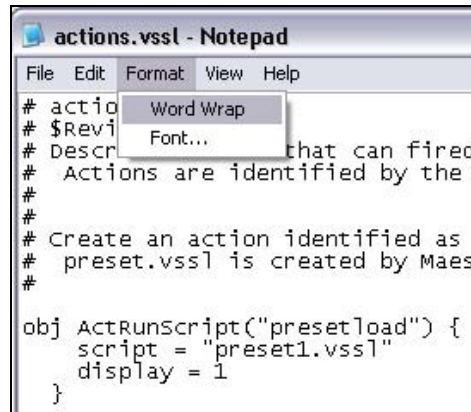 actions.vssl - Notepad
File Edit Format View Help
Word Wrap
Font...
# actio
# $Revi
# Descr that can fired
# Actions are identified by the
#
#
# Create an action identified as
# preset.vssl is created by Maes
#
obj ActRunScript("presetload") {
script = "preset1.vssl"
display = 1
}